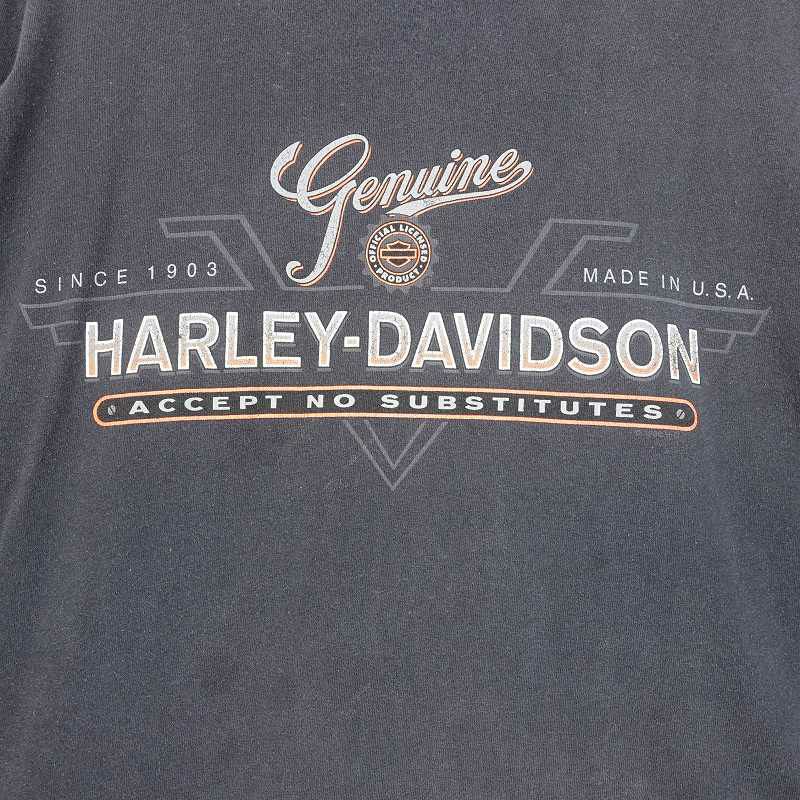 Genuine
OFFICIAL LICENSED
PRODUCT
SINCE 1903
MADE IN U.S.A.
HARLEY-DAVIDSON
ACCEPT NO SUBSTITUTES